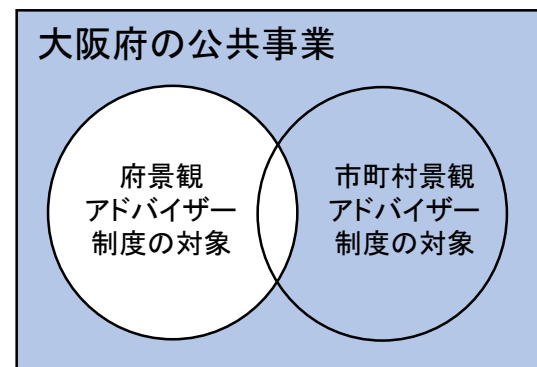 大阪府の公共事業
府景観
アドバイザー
制度の対象
市町村景観
アドバイザー
制度の対象